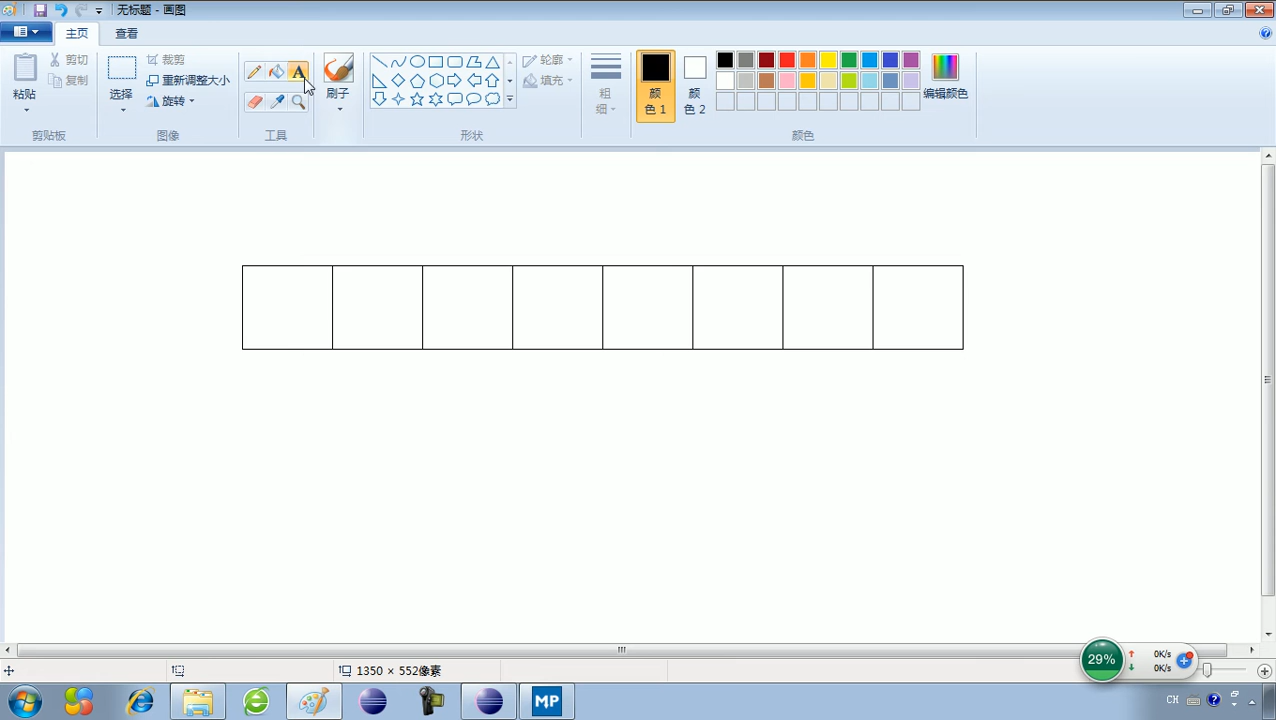 无标题 - 画图
主页
查看
粘贴
剪切
复制
剪贴板
选择
裁剪
重新调整大小
旋转
图像
A
工具
刷子
形状
轮廓
填充
粗
细
颜
色 1
颜
色 2
编辑颜色
颜色
1350 × 552像素
29%
0K/s
0K/s
MP
CH